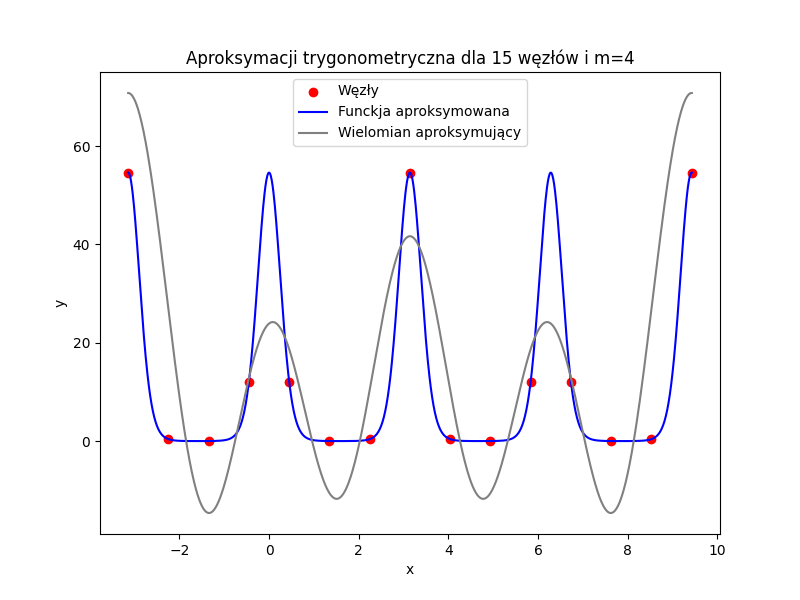 Aproksymacji trygonometryczna dla 15 węzłów i m=4
Węzły
Funckja aproksymowana
Wielomian aproksymujący
60
40
20
0
y
−2
0
2
4
6
8
10
x